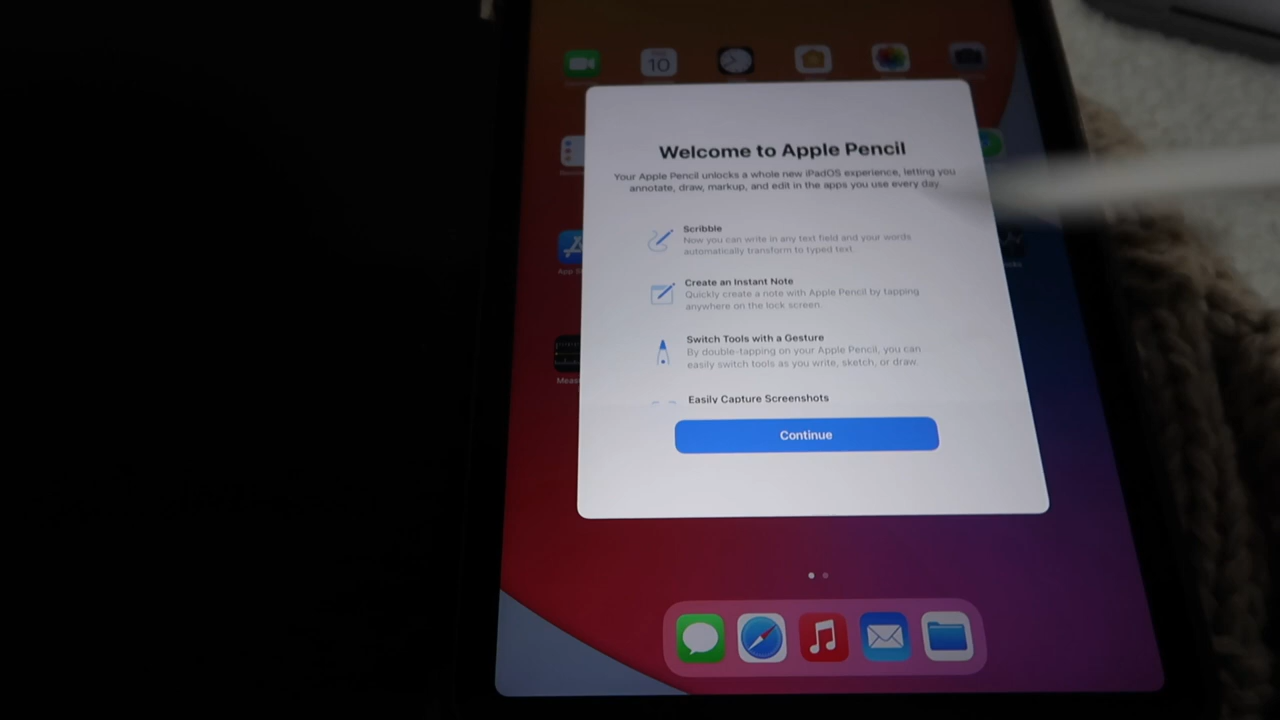 10
Welcome to Apple Pencil
Your Apple Pencil unlocks a whole new iPadOS experience, letting you
annotate, draw, markup, and edit in the apps you use every day.
Scribble
Now you can write in any text field and your words
automatically transform to typed text.
Create an Instant Note
Quickly create a note with Apple Pencil by tapping
anywhere on the lock screen.
Switch Tools with a Gesture
By double-tapping on your Apple Pencil, you can
easily switch tools as you write, sketch, or draw.
Easily Capture Screenshots
Continue
App St
Meas